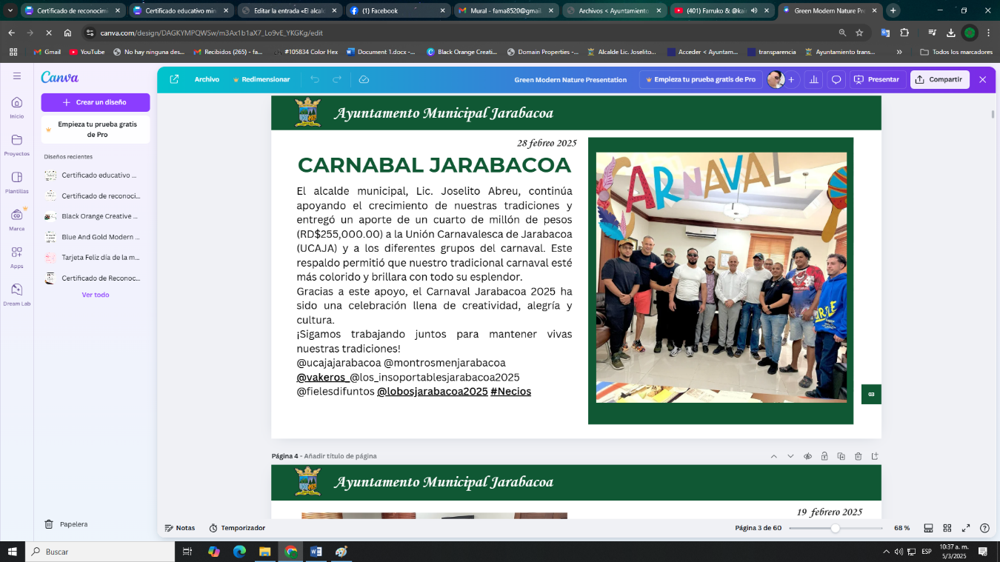 Certificado de reconocimi
Certificado educativo min
Editar la entrada «El alcald
(1) Facebook
Mural - fama8520@gmail
Archivos < Ayuntamiento
(401) Farruko & @kai
Green Modern Nature Pre
canva.com/design/DAGKYMPQWSw/m3Ax1b1aX7_Lo9vE_YKGKg/edit
Gmail
YouTube
No hay ninguna des...
Recibidos (265) - fa...
#105834 Color Hex
Document 1.docx -...
Black Orange Creati...
Domain Properties -...
Alcalde Lic. Joselito...
Acceder < Ayuntam...
transparencia
Ayuntamiento trans...
»
Todos los marcadores
Canva
Archivo
Redimensionar
Green Modern Nature Presentation
Empieza tu prueba gratis de Pro
Presentar
Compartir
Crear un diseño
Empieza tu prueba gratis
de Pro
Inicio
Proyectos
Plantillas
Marca
Apps
Dream Lab
Diseños recientes
Certificado educativo ...
Certificado de reconoci...
Black Orange Creative ...
Blue And Gold Modern ...
Tarjeta Feliz día de la m...
Certificado de Reconoc...
Ver todo
Papelera
Ayuntamento Municipal Jarabacoa
28 febreo 2025
CARNABAL JARABACOA
El alcalde municipal, Lic. Joselito Abreu, continúa
apoyando el crecimiento de nuestras tradiciones y
entregó un aporte de un cuarto de millón de pesos
(RD$255,000.00) a la Unión Carnavalesca de Jarabacoa
(UCAJA) y a los diferentes grupos del carnaval. Este
respaldo permitió que nuestro tradicional carnaval esté
más colorido y brillara con todo su esplendor.
Gracias a este apoyo, el Carnaval Jarabacoa 2025 ha
sido una celebración llena de creatividad, alegría y
cultura.
¡Sigamos trabajando juntos para mantener vivas
nuestras tradiciones!
@ucajajarabacoa @montrosmenjarabacoa
@vakeros_@los_insoportablesjarabacoa2025
@fielesdifuntos @lobosjarabacoa2025 #Necios
CARNAVAL
03
Página 4 - Añadir título de página
Ayuntamento Municipal Jarabacoa
19 febrero 2025
Notas
Temporizador
Página 3 de 60
68 %
Buscar
ESP
10:37 a. m.
5/3/2025